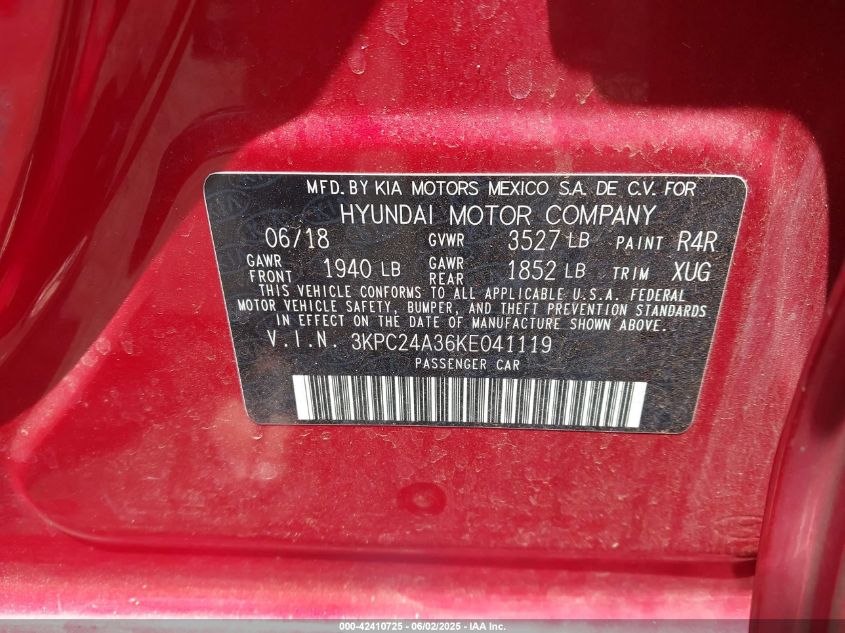 MFD. BY KIA MOTORS MEXICO S.A. DE C.V. FOR
HYUNDAI MOTOR COMPANY
06/18 GVWR 3527 LB PAINT R4R
GAWR FRONT 1940 LB GAWR REAR 1852 LB TRIM XUG
THIS VEHICLE CONFORMS TO ALL APPLICABLE U.S.A. FEDERAL
MOTOR VEHICLE SAFETY, BUMPER, AND THEFT PREVENTION STANDARDS
IN EFFECT ON THE DATE OF MANUFACTURE SHOWN ABOVE.
V.I.N. 3KPC24A36KE041119
PASSENGER CAR
000-42410725 - 06/02/2025 - IAA Inc.